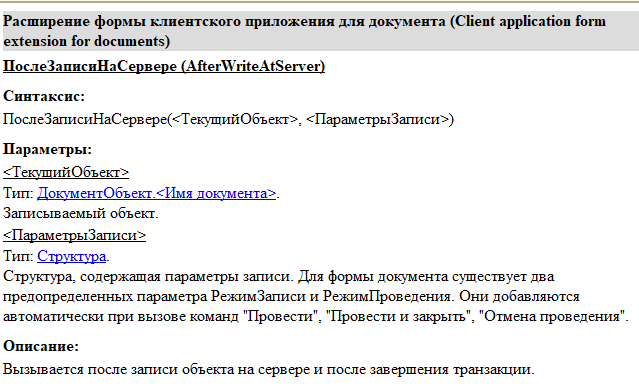 Расширение формы клиентского приложения для документа (Client application form
extension for documents)
ПослеЗаписиНаСервере (AfterWriteAtServer)
Синтаксис:
ПослеЗаписиНаСервере(<ТекущийОбъект>, <ПараметрыЗаписи>)
Параметры:
<ТекущийОбъект>
Тип: ДокументОбъект.<Имя документа>.
Записываемый объект.
<ПараметрыЗаписи>
Тип: Структура.
Структура, содержащая параметры записи. Для формы документа существует два
предопределенных параметра РежимЗаписи и РежимПроведения. Они добавляются
автоматически при вызове команд "Провести", "Провести и закрыть", "Отмена проведения".
Описание:
Вызывается после записи объекта на сервере и после завершения транзакции.